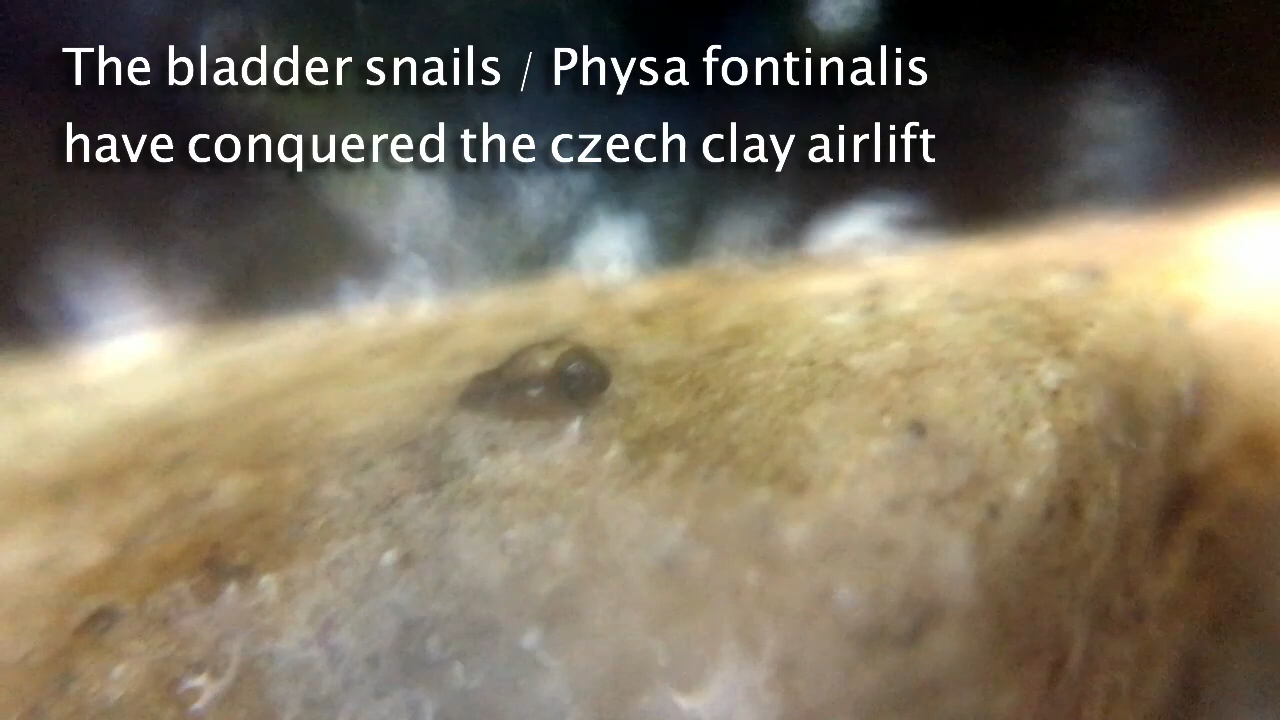 The bladder snails / Physa fontinalis
have conquered the czech clay airlift